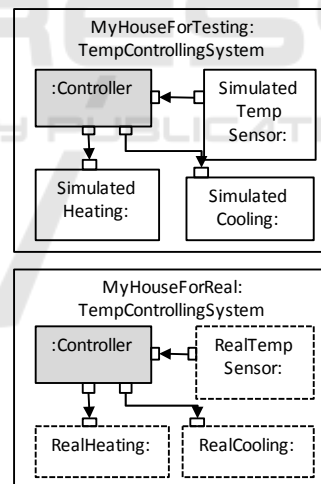 MyHouseForTesting:
TempControllingSystem
:Controller
Simulated
Temp
Sensor:
Simulated
Heating:
Simulated
Cooling:
MyHouseForReal:
TempControllingSystem
:Controller
RealTemp
Sensor:
RealHeating:
RealCooling: